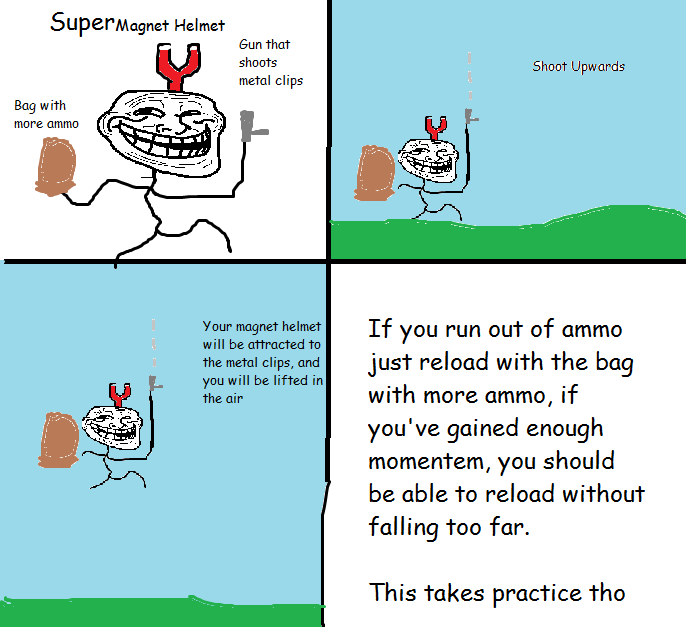 Super Magnet Helmet
Gun that
shoots
metal clips
Bag with
more ammo
Shoot Upwards
Your magnet helmet
will be attracted to
the metal clips, and
you will be lifted in
the air
If you run out of ammo
just reload with the bag
with more ammo, if
you've gained enough
momentem, you should
be able to reload without
falling too far.
This takes practice tho